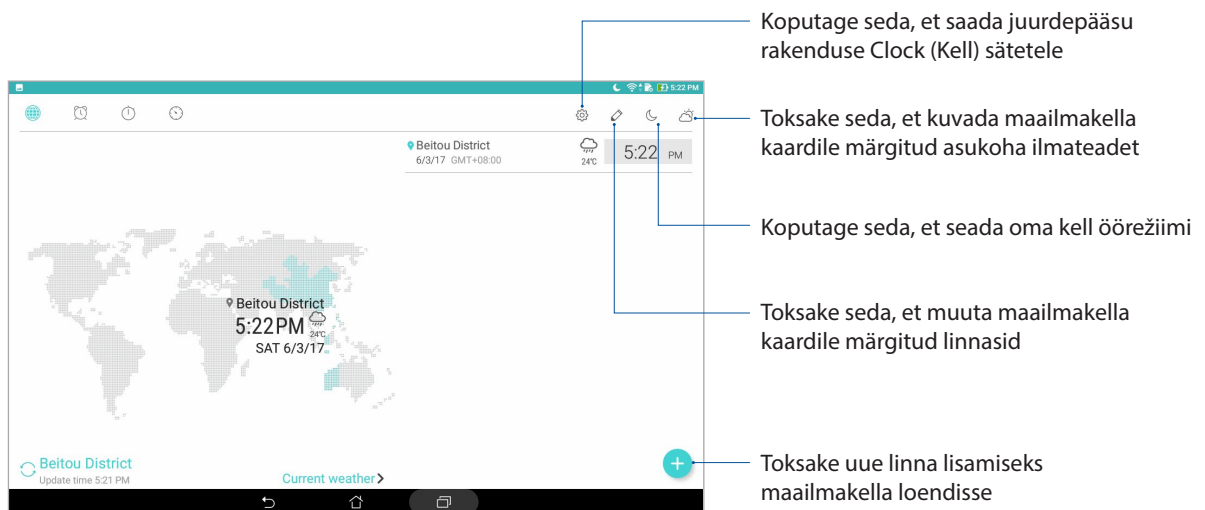 Koputage seda, et saada juurdepääsu
rakenduse Clock (Kell) sätetele
5:22 PM
Toksake seda, et kuvada maailmakella
kaardile märgitud asukoha ilmateadet
Beitou District
6/3/17 GMT+08:00
24°C
5:22 PM
Koputage seda, et seada oma kell öörežiimi
Beitou District
5:22PM
24°C
SAT 6/3/17
Toksake seda, et muuta maailmakella
kaardile märgitud linnasid
Beitou District
Update time 5:21 PM
Current weather
Toksake uue linna lisamiseks
maailmakella loendisse